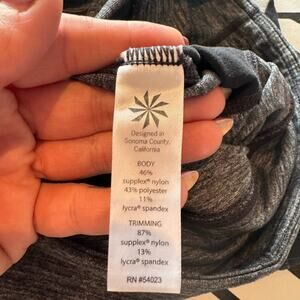 Designed in
Sonoma County,
California
BODY
46%
supplex® nylon
43% polyester
11%
lycra® spandex
TRIMMING
87%
supplex® nylon
13%
lycra® spandex
RN #54023